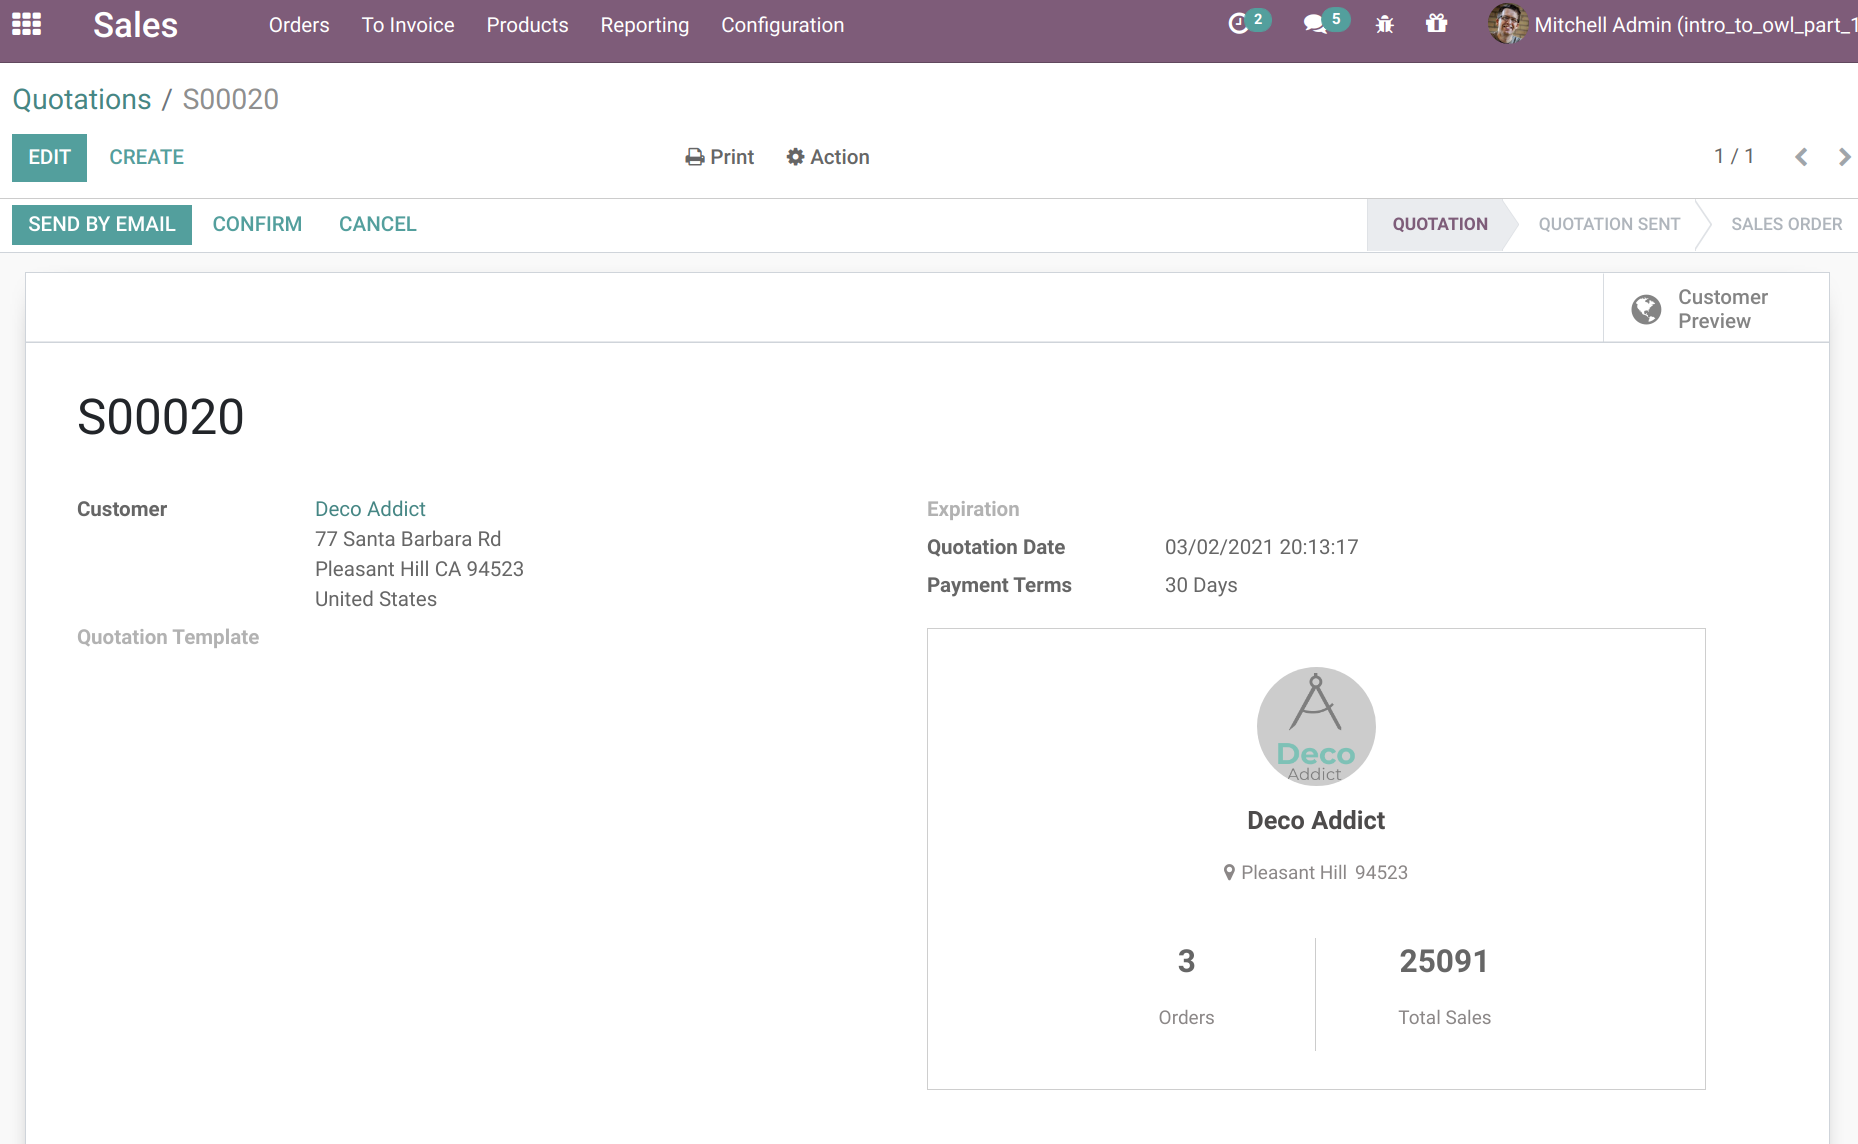 Sales Orders To Invoice Products Reporting Configuration 2 5 Mitchell Admin (intro_to_owl_part_1
Quotations / S00020
EDIT CREATE Print Action 1 / 1
SEND BY EMAIL CONFIRM CANCEL QUOTATION QUOTATION SENT SALES ORDER
Customer
Preview
S00020
Customer Deco Addict
77 Santa Barbara Rd
Pleasant Hill CA 94523
United States
Quotation Template
Expiration
Quotation Date 03/02/2021 20:13:17
Payment Terms 30 Days
Deco
Addict
Deco Addict
Pleasant Hill 94523
3 25091
Orders Total Sales